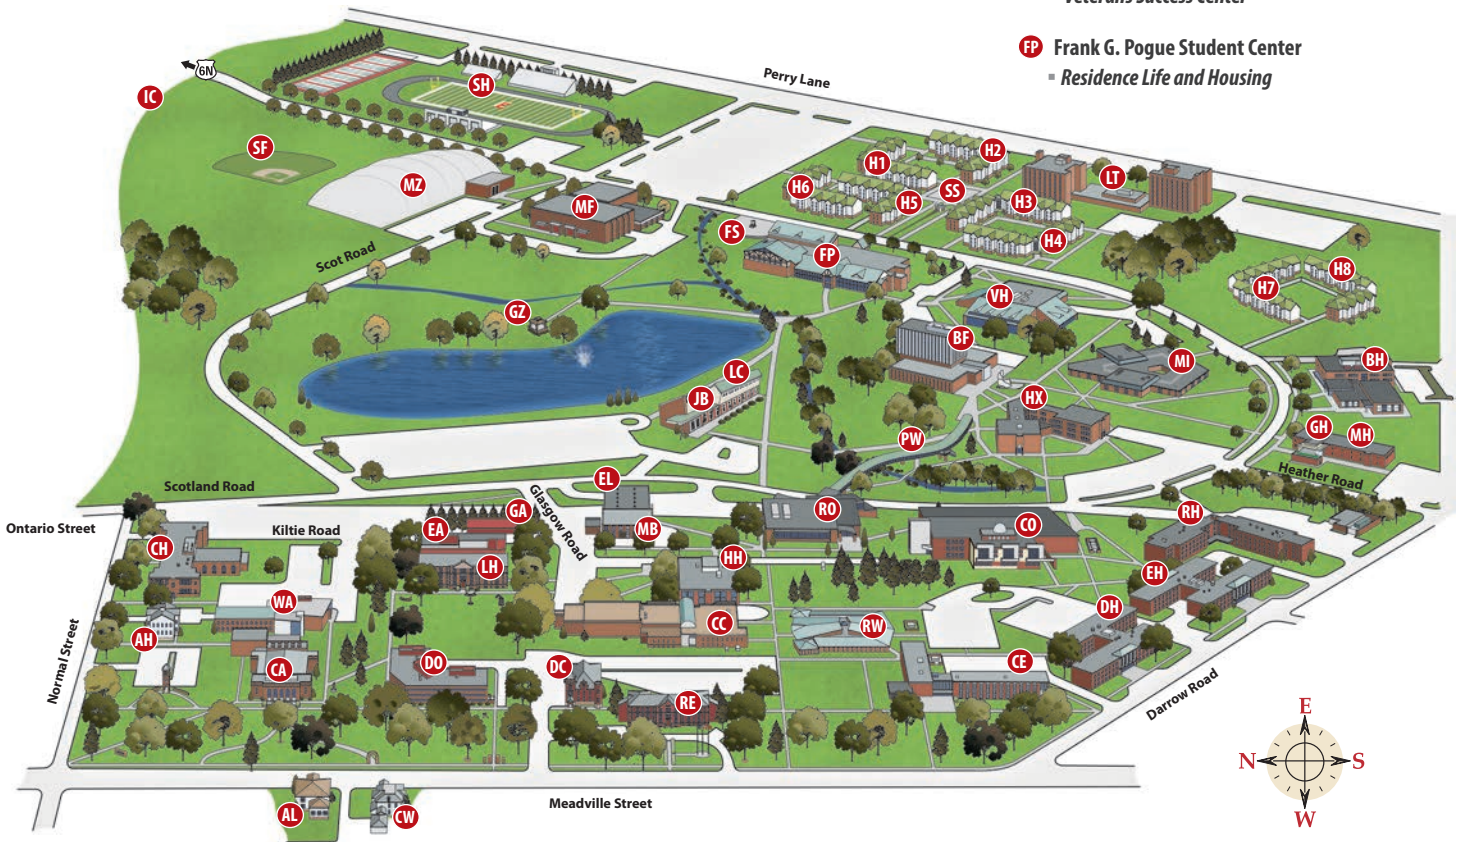 Veterans Success Center
FP Frank G. Pogue Student Center
▪ Residence Life and Housing
6N
Perry Lane
IC
SH
SF
MZ
MF
H1
H2
H6
H5
SS
H3
LT
H4
FS
FP
Scot Road
GZ
VH
H7
H8
BF
MI
BH
LC
JB
HX
PW
GH
MH
Heather Road
Scotland Road
Glasgow Road
EL
Ontario Street
Kiltie Road
GA
EA
MB
RO
CO
RH
CH
LH
HH
EH
WA
AH
CC
RW
DH
Normal Street
CA
DO
DC
RE
CE
Darrow Road
AL
CW
Meadville Street
E
N
S
W